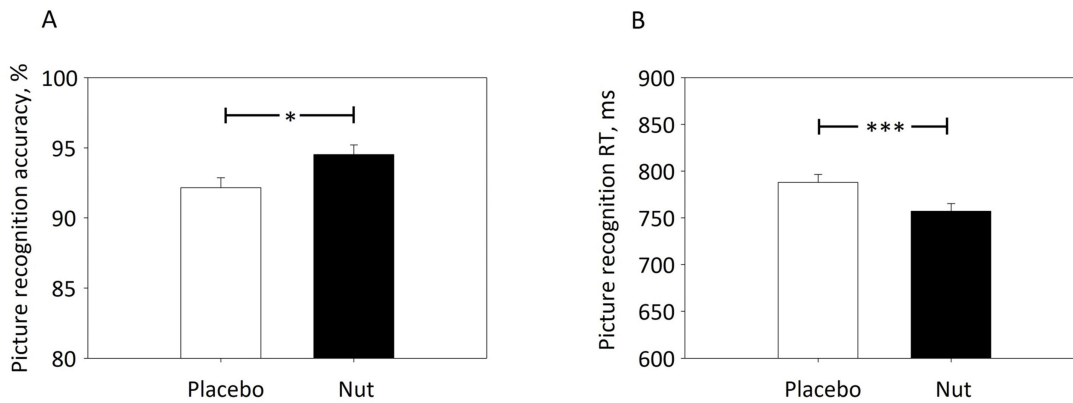 A
Picture recognition accuracy, %
100
95
90
85
80
*
Placebo
Nut
B
Picture recognition RT, ms
900
850
800
750
700
650
600
***
Placebo
Nut